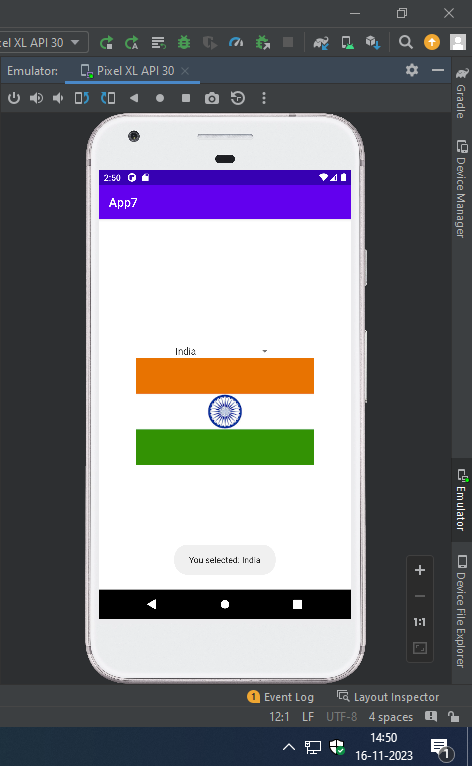 xel XL API 30
Emulator:
Pixel XL API 30
Gradle
Device Manager
2:50
App7
India
You selected: India
Emulator
1:1
Device File Explorer
1 Event Log
Layout Inspector
12:1 LF UTF-8 4 spaces
14:50
16-11-2023
1